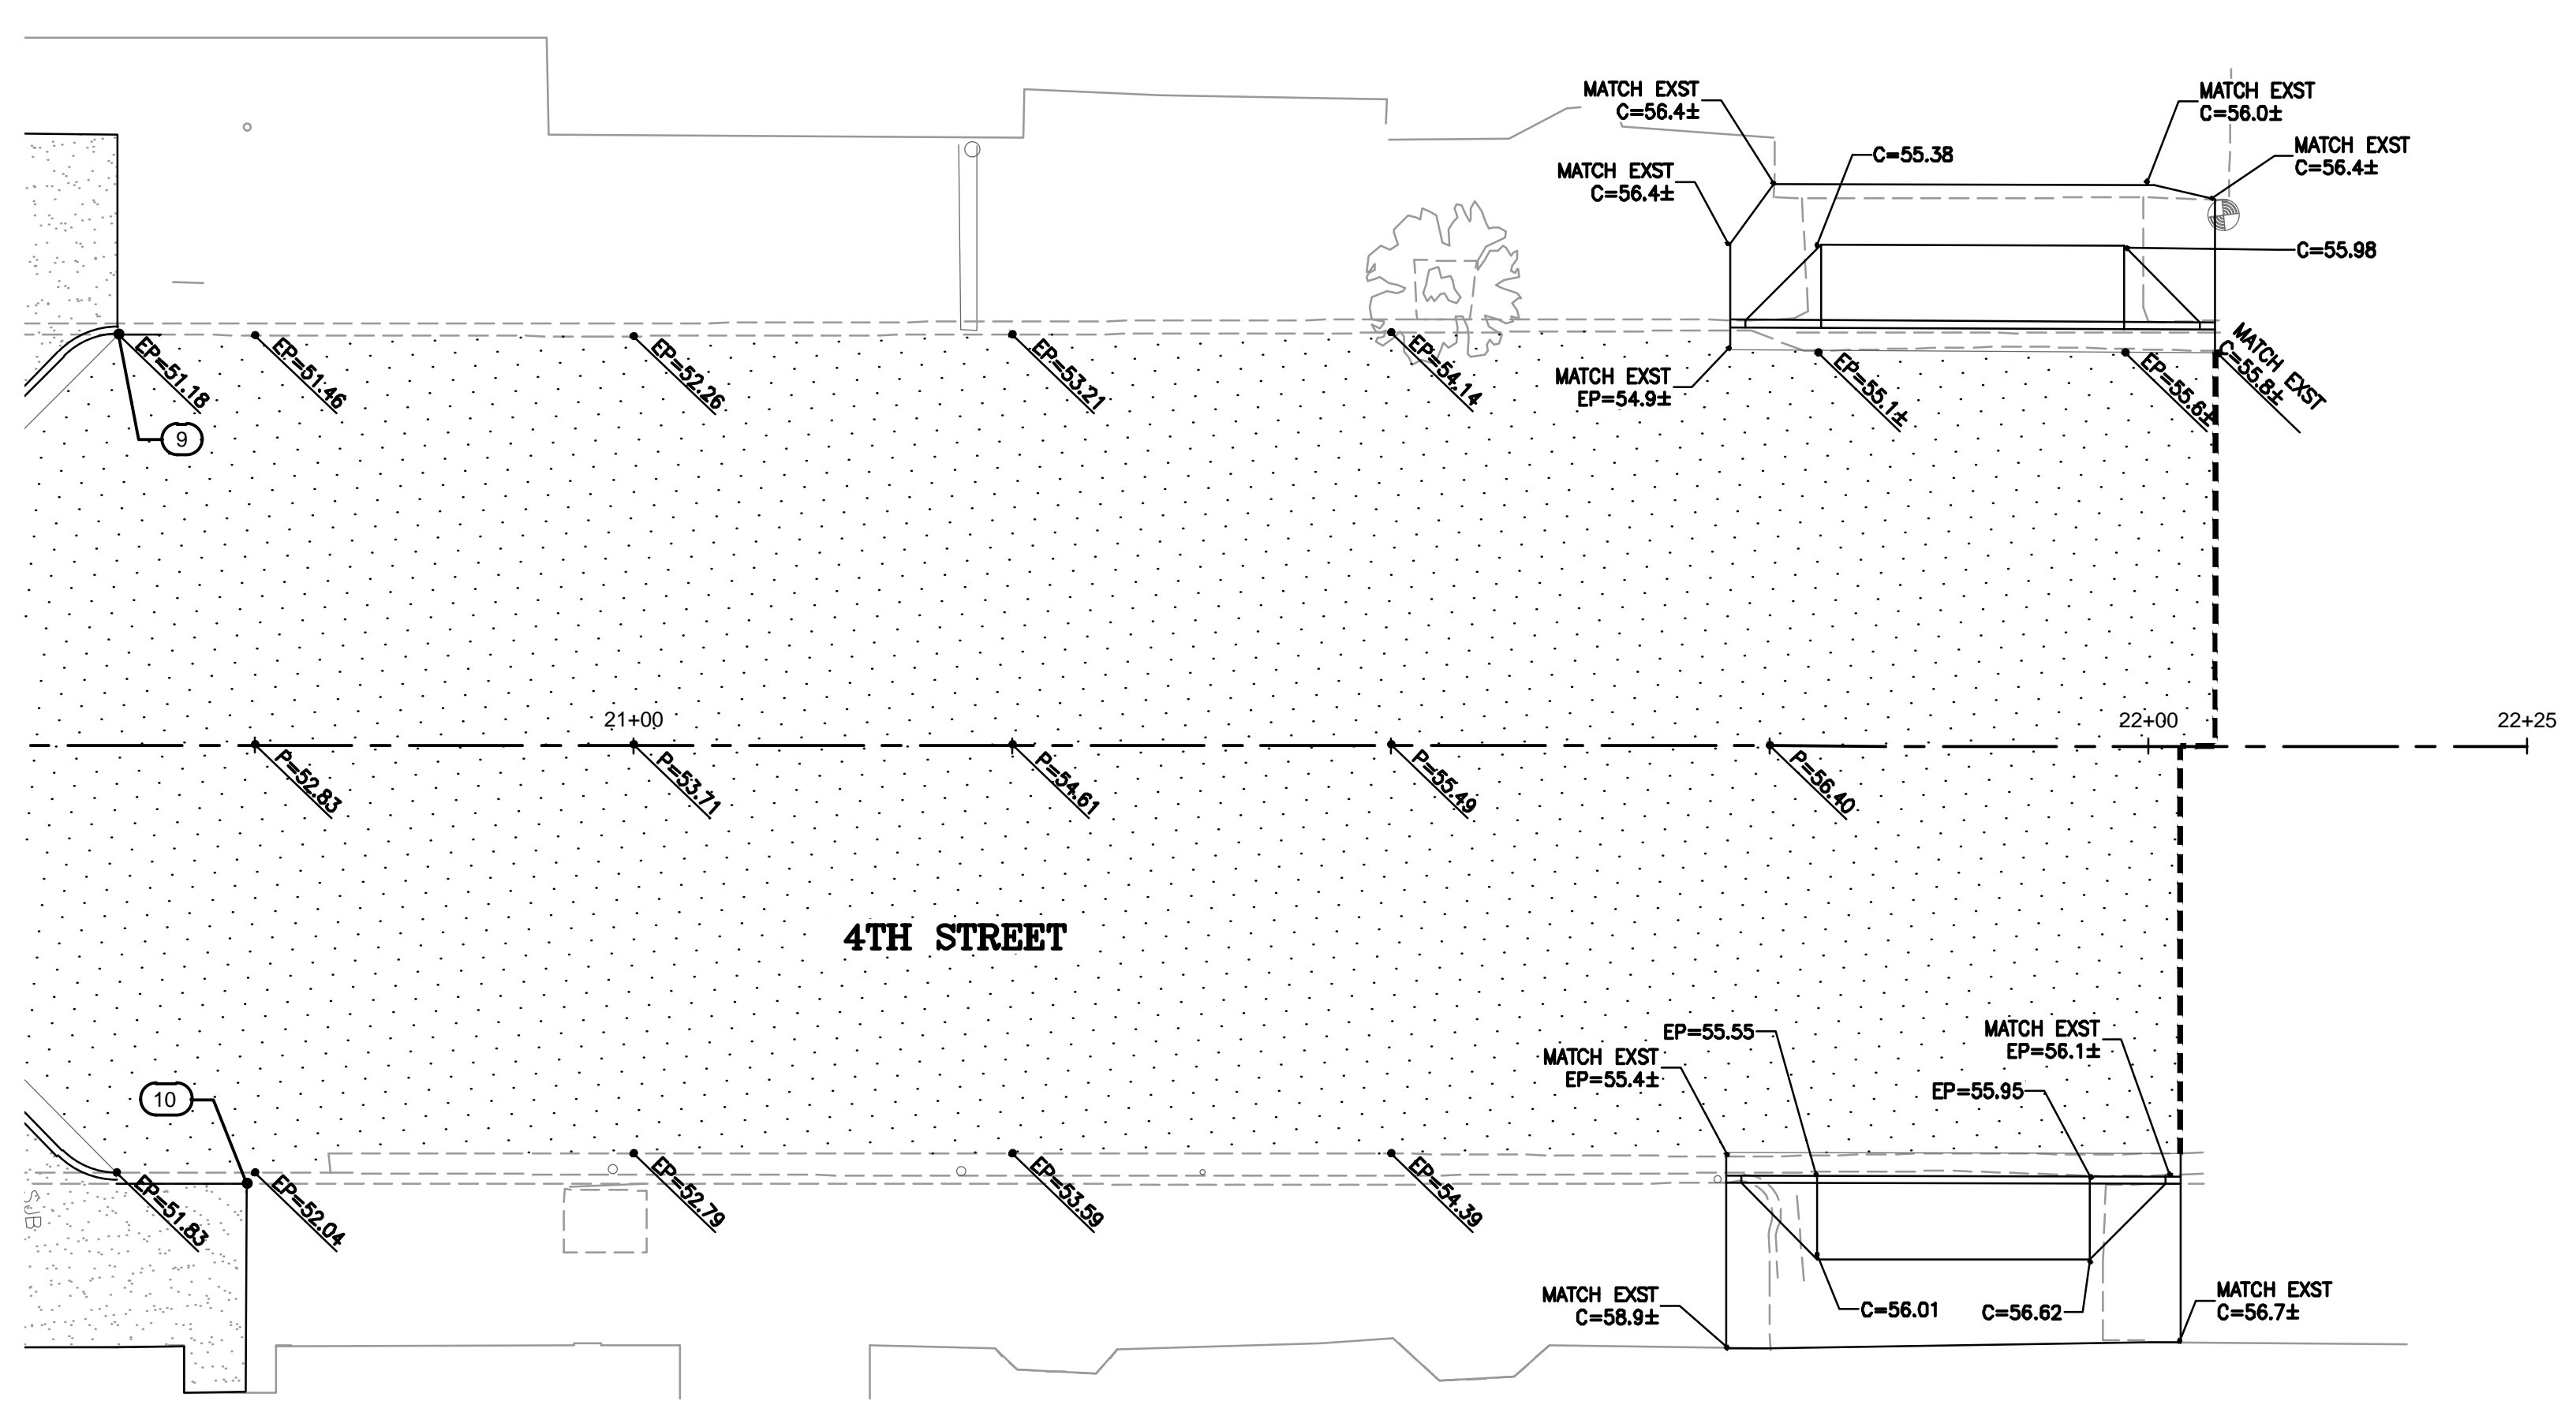 MATCH EXST
C=56.4±
MATCH EXST
C=56.0±
MATCH EXST
C=56.4±
MATCH EXST
C=56.4±
C=55.38
C=55.98
EP=51.18
EP=51.46
EP=52.26
EP=53.21
EP=54.14
MATCH EXST
EP=54.9±
EP=55.1±
EP=55.6±
MATCH EXST
C=55.8±
9
21+00
22+00
22+25
P=52.83
P=53.71
P=54.61
P=55.49
P=56.40
4TH STREET
EP=55.55
MATCH EXST
EP=56.1±
MATCH EXST
EP=55.4±
EP=55.95
10
EP=51.83
EP=52.04
EP=52.79
EP=53.59
EP=54.39
MATCH EXST
C=58.9±
C=56.01
C=56.62
MATCH EXST
C=56.7±